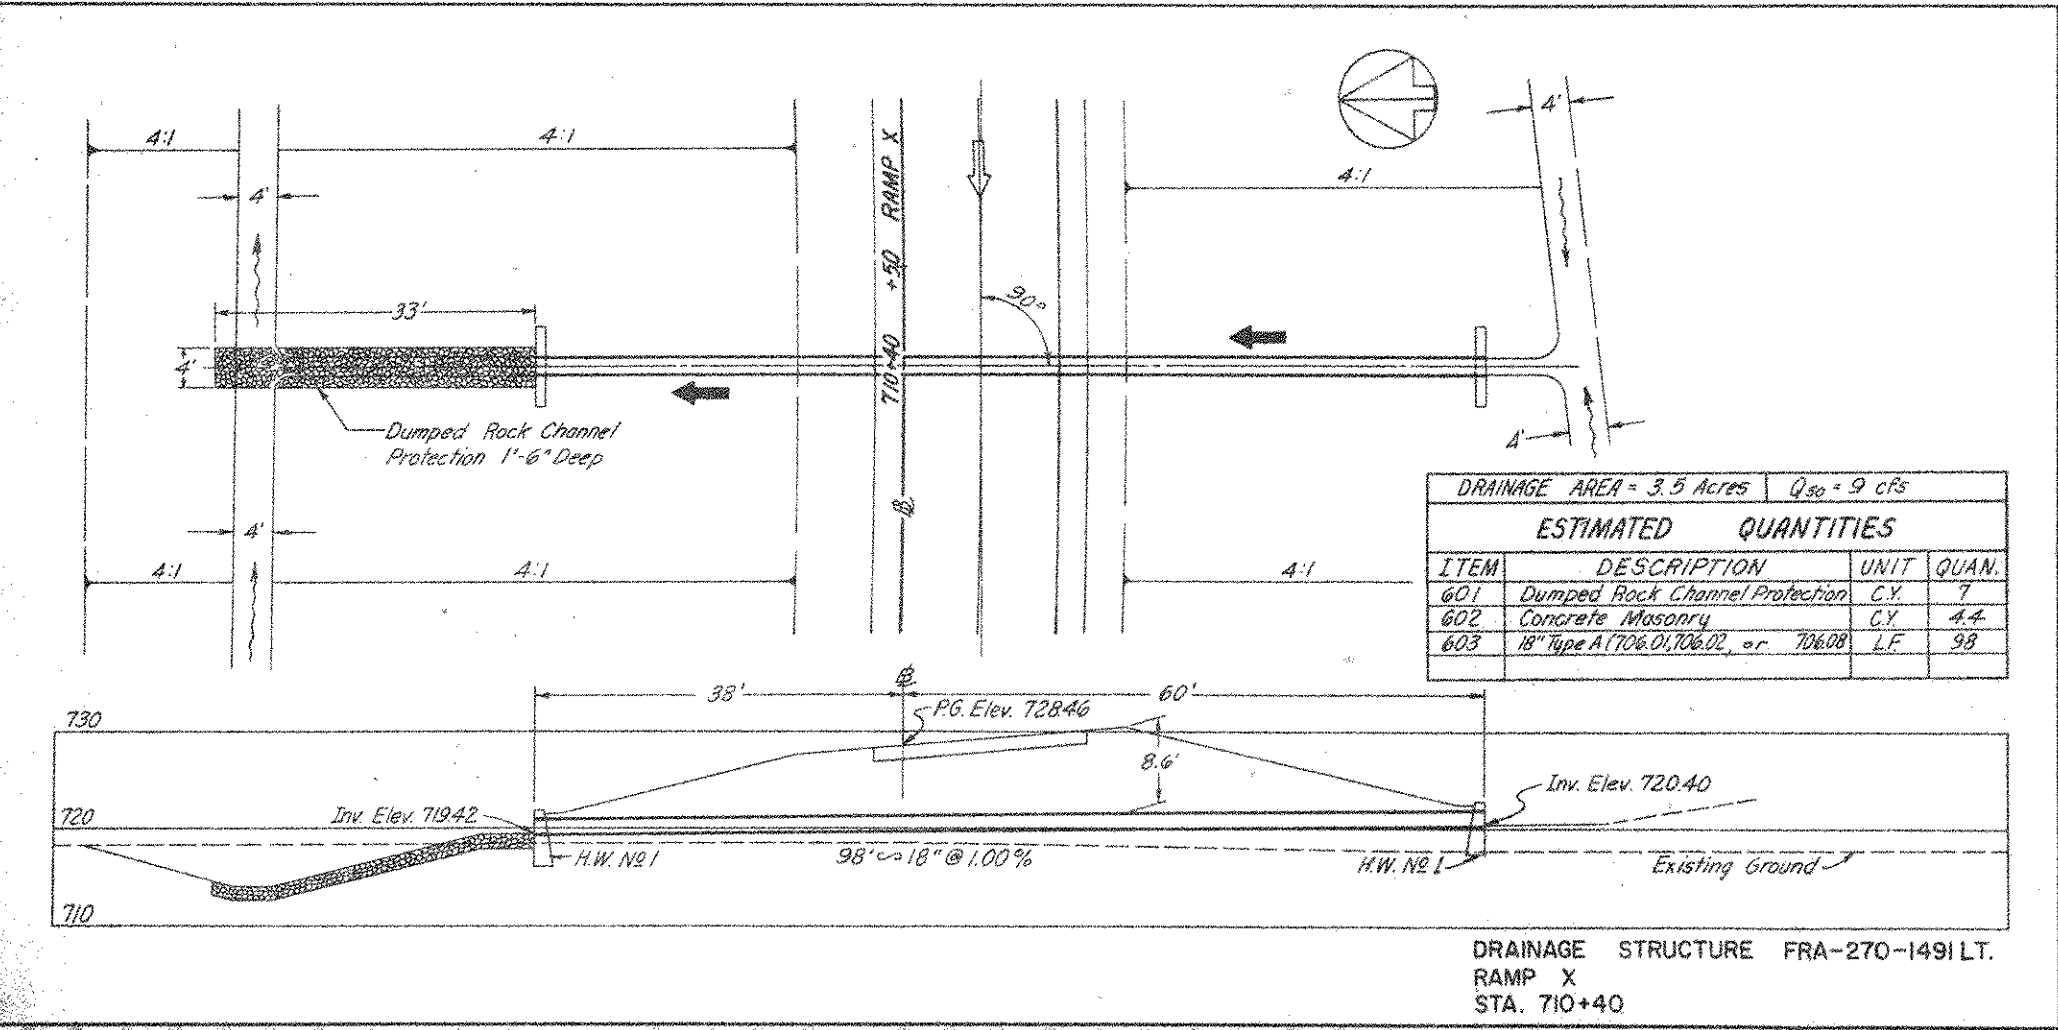 4:1
4:1
4'
4'
4:1
4'
33'
4'
Dumped Rock Channel
Protection 1'-6" Deep
710+40 +50 RAMP X
90°
4'
4'
4:1
4:1
4:1
DRAINAGE AREA = 3.5 Acres Q50 = 9 cfs
ESTIMATED QUANTITIES
ITEM DESCRIPTION UNIT QUAN.
601 Dumped Rock Channel Protection C.Y. 7
602 Concrete Masonry C.Y. 4.4
603 18" Type A (706.01, 706.02, or 706.08 L.F. 98
38'
60'
P.G. Elev. 728.46
730
8.6'
Inv. Elev. 720.40
720
Inv. Elev. 719.42
H.W. No 1
98' 18" @ 1.00%
H.W. No 1
Existing Ground
710
DRAINAGE STRUCTURE FRA-270-1491 LT.
RAMP X
STA. 710+40